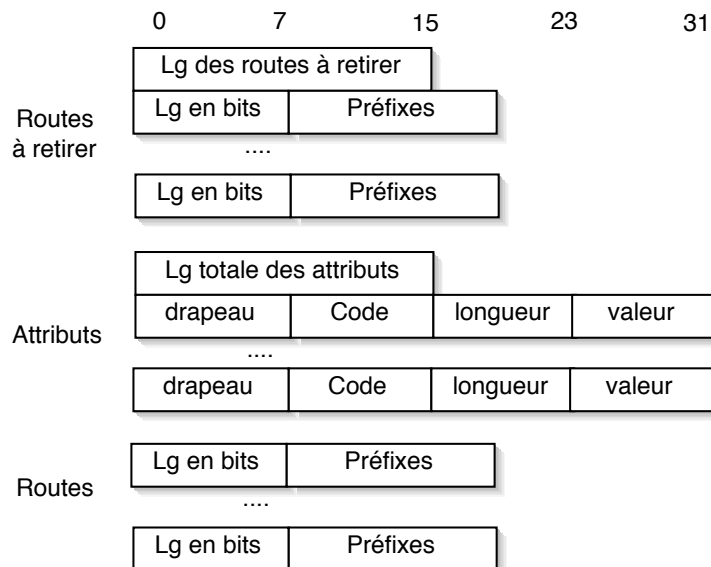 0 7 15 23 31
Lg des routes à retirer
Lg en bits Préfixes
Routes
à retirer
....
Lg en bits Préfixes
Lg totale des attributs
drapeau Code longueur valeur
Attributs
....
drapeau Code longueur valeur
Lg en bits Préfixes
Routes
....
Lg en bits Préfixes